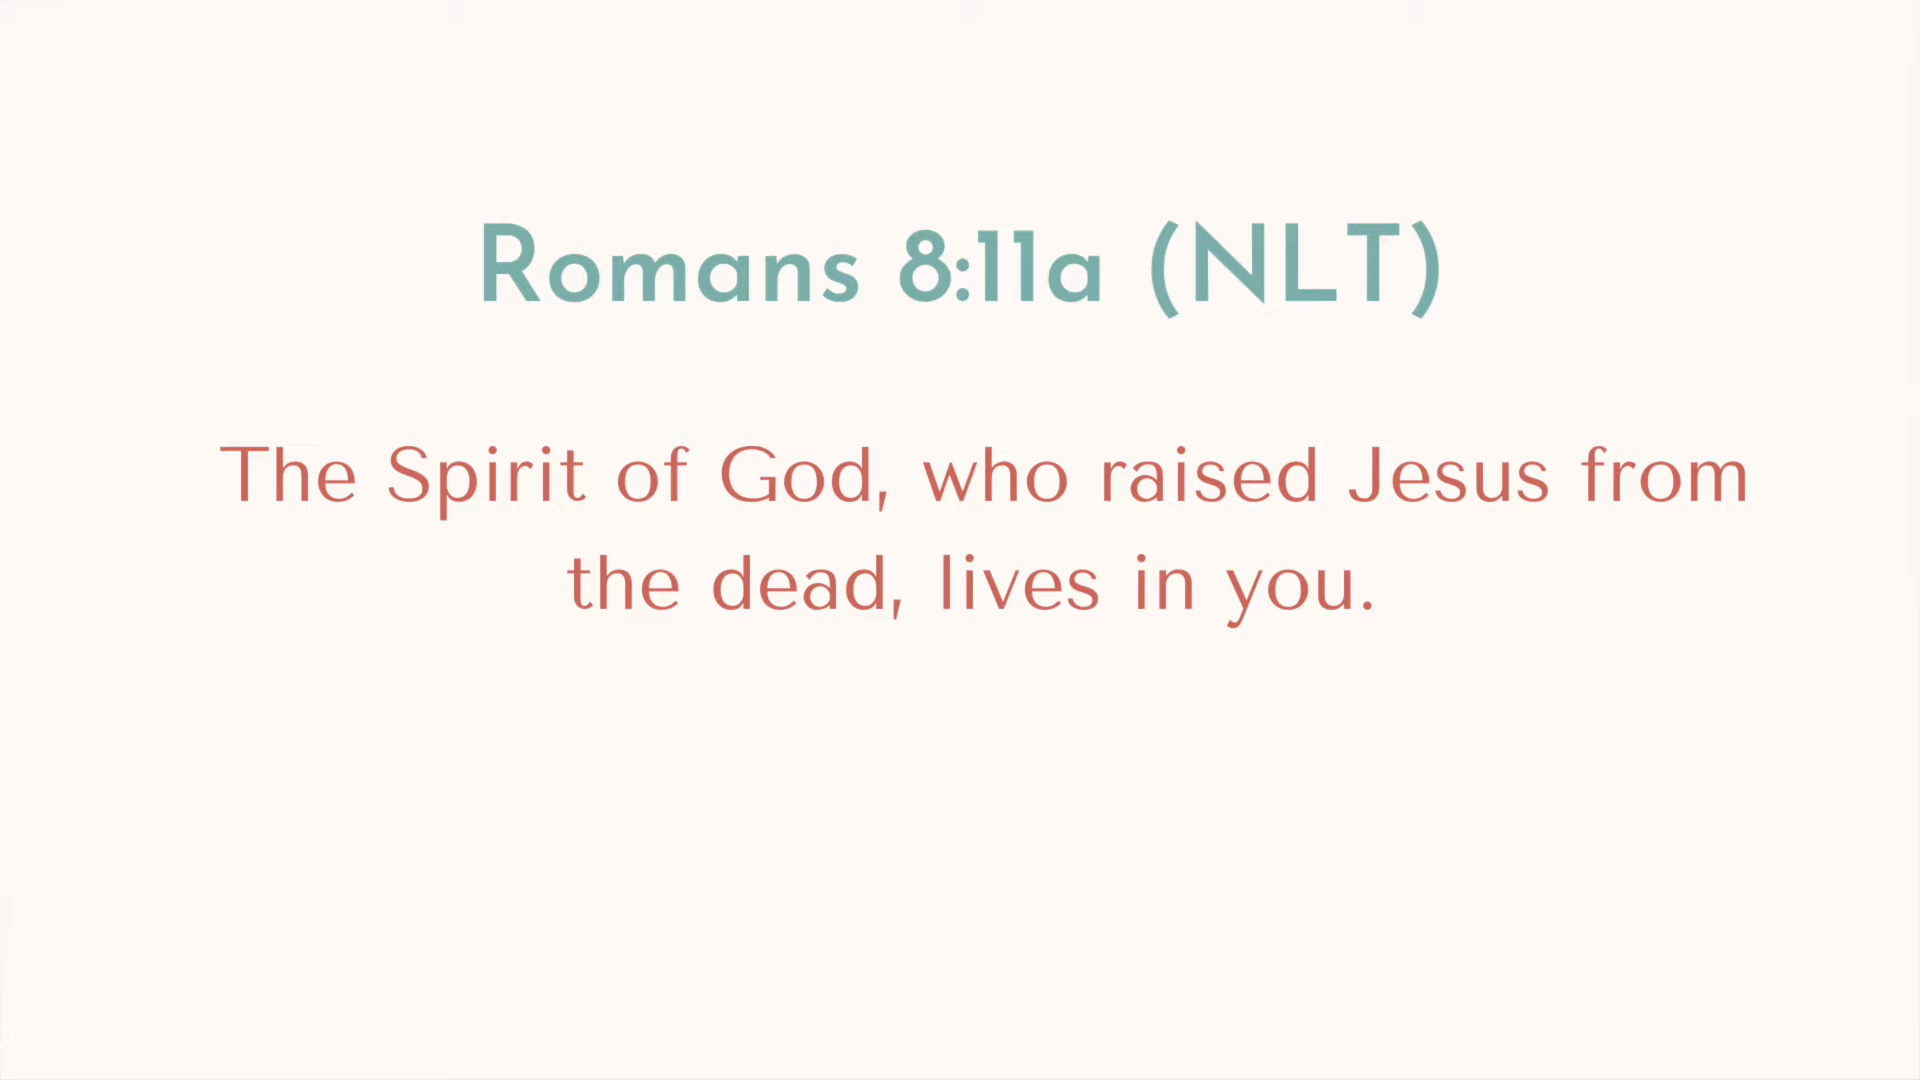 Romans 8:11a (NLT)
The Spirit of God, who raised Jesus from
the dead, lives in you.